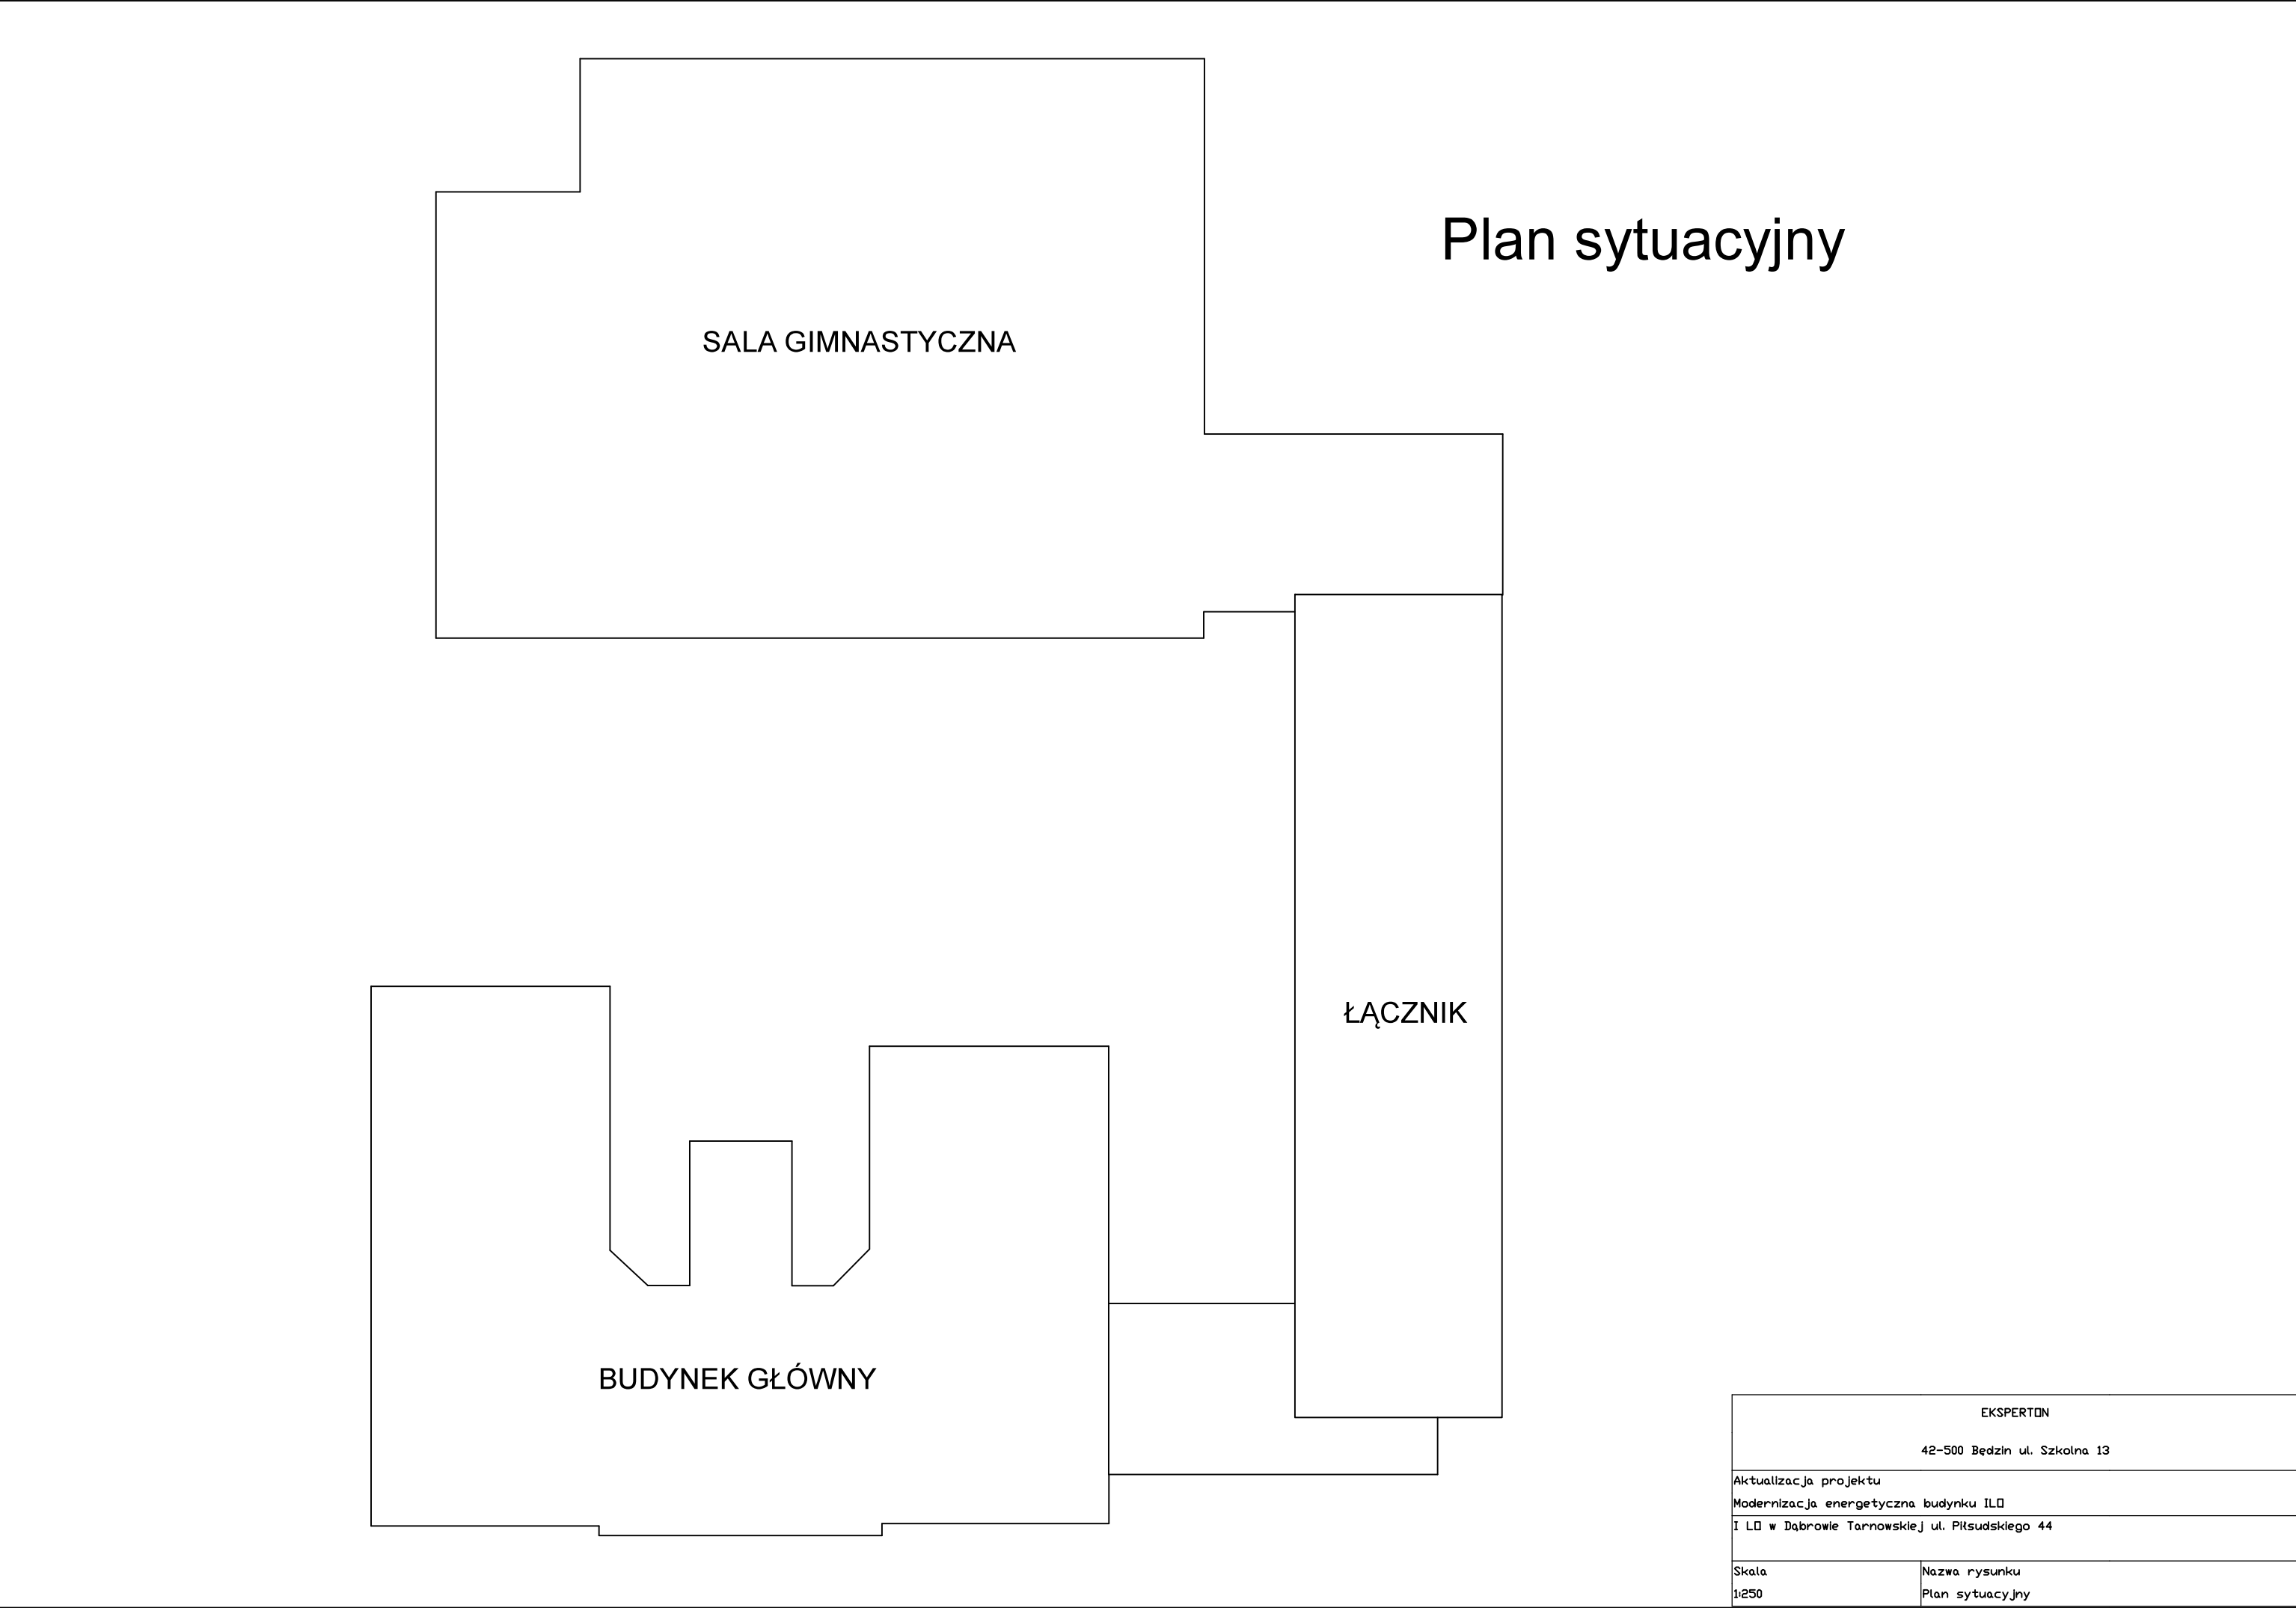 Plan sytuacyjny
SALA GIMNASTYCZNA
ŁĄCZNIK
BUDYNEK GŁÓWNY
EKSPERTON
42-500 Będzin ul. Szkolna 13
Aktualizacja projektu
Modernizacja energetyczna budynku ILO
I LO w Dąbrowie Tarnowskiej ul. Piłsudskiego 44
Skala
Nazwa rysunku
1:250
Plan sytuacyjny